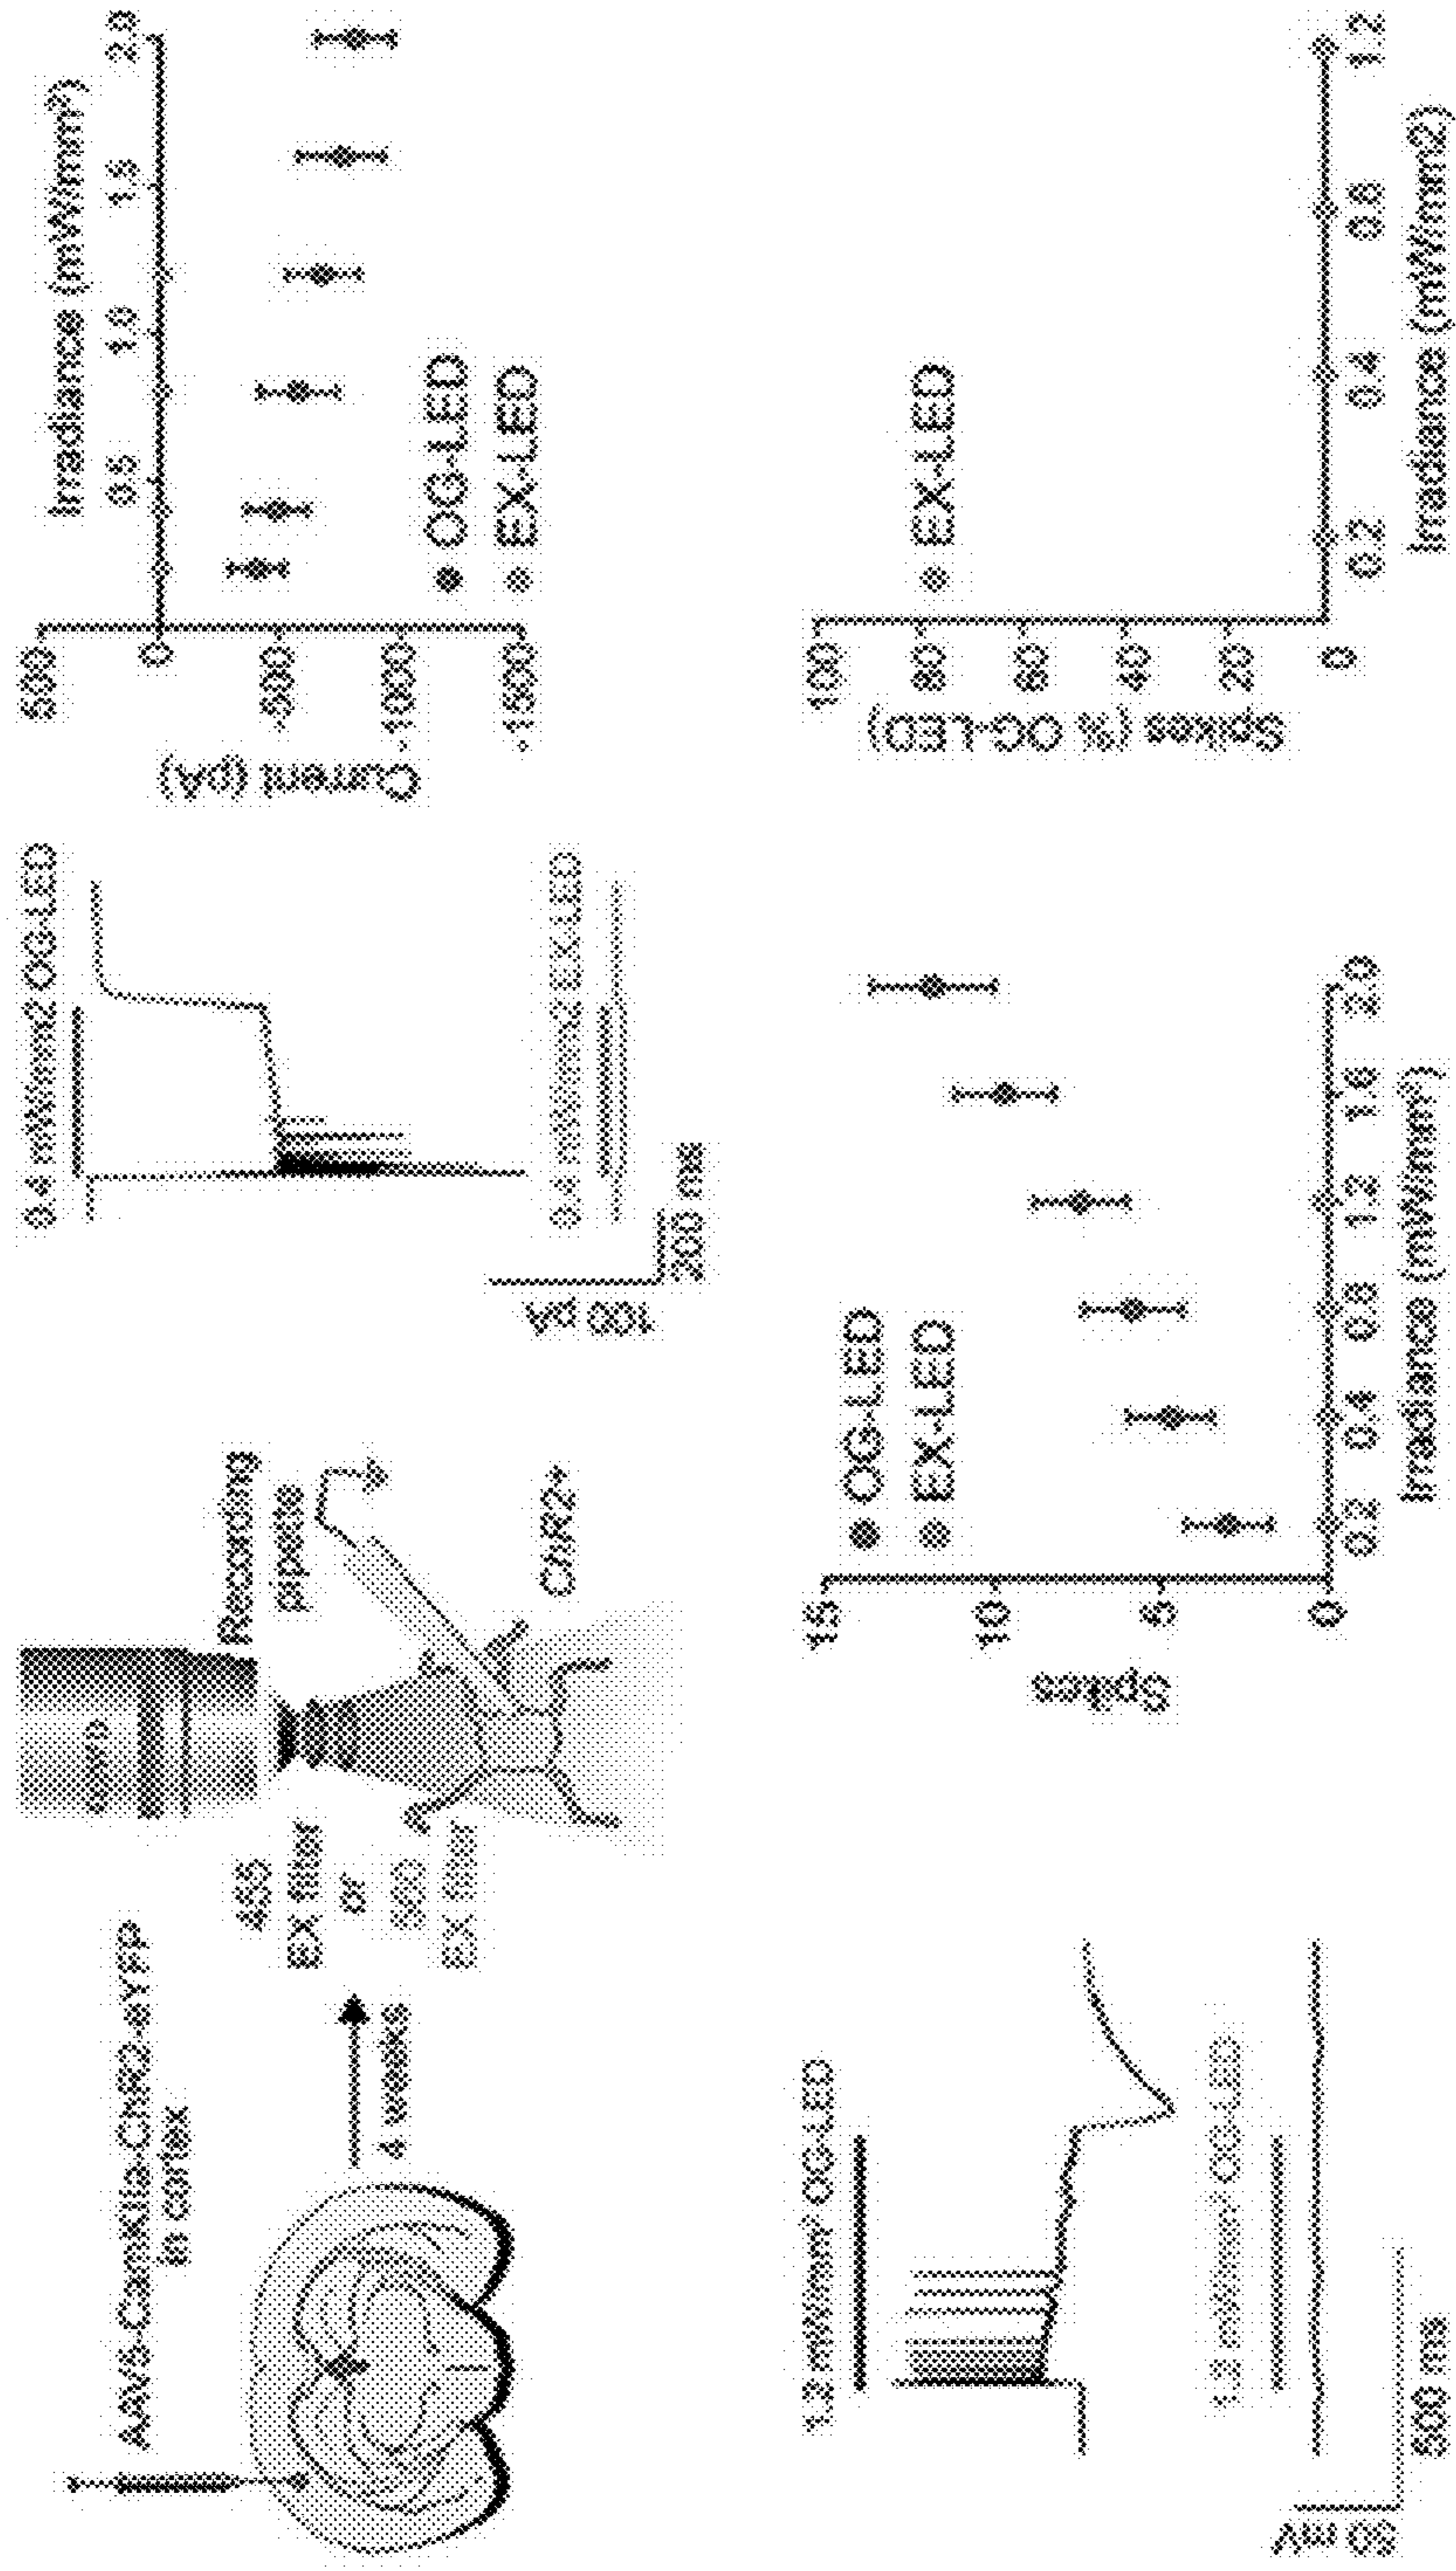 AAV5-CamKIIa-ChR2-eYFP
in cortex
4 weeks
455
EX filter
or
EX filter
Recording
pipette
ChR2+
0.4 mW/mm2 OG-LED
0.4 mW/mm2 EX-LED
100 pA
200 ms
Irradiance (mW/mm²)
0.5 1.0 1.5 2.0
500
0
-500
-1000
-1500
Current (pA)
OG-LED
EX-LED
1.2 mW/mm² OG-LED
1.2 mW/mm² OG-LED
mV
500 ms
Spikes
15
10
5
0
OG-LED
EX-LED
0.2 0.4 0.8 1.2 1.6 2.0
Irradiance (mW/mm²)
Spikes (% OG-LED)
100
80
60
40
20
0
EX-LED
0.2 0.4 0.8 1.2
Irradiance (mW/mm2)